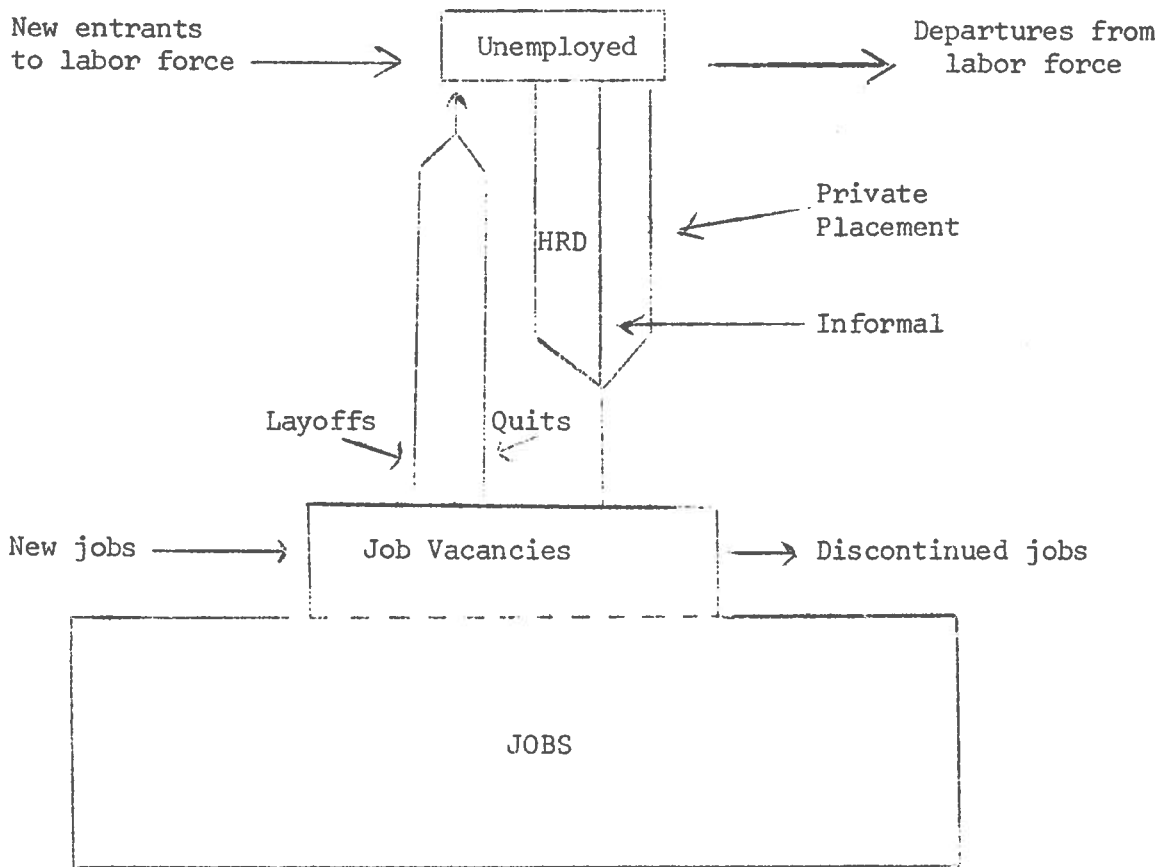 New entrants
to labor force
Unemployed
Departures from
labor force
Private
Placement
HRD
Informal
Layoffs
Quits
New jobs
Job Vacancies
Discontinued jobs
JOBS